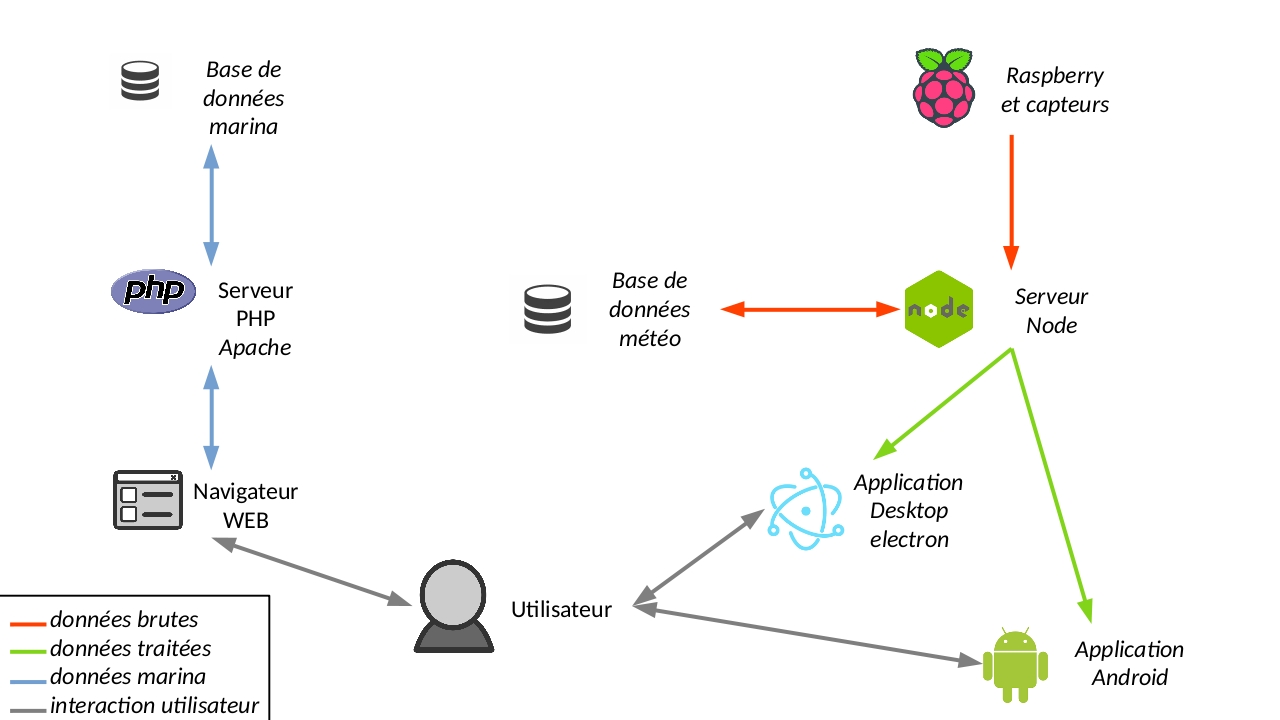 Base de
données
marina
Raspberry
et capteurs
php
Serveur
PHP
Apache
Base de
données
météo
node
Serveur
Node
Navigateur
WEB
Application
Desktop
electron
Utilisateur
Application
Android
données brutes
données traitées
données marina
interaction utilisateur